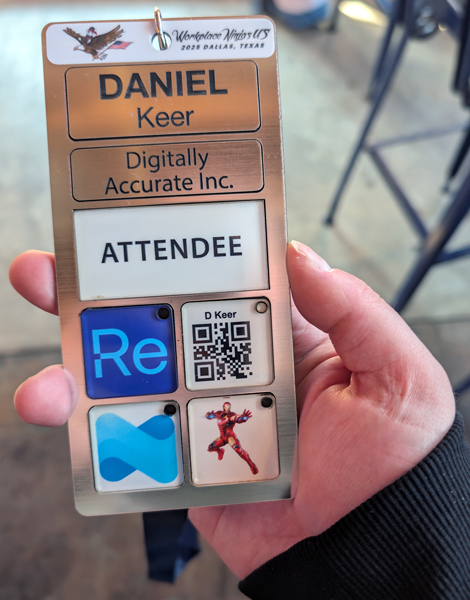 Workplace Ninjas US
2025 DALLAS, TEXAS
DANIEL
Keer
Digitally
Accurate Inc.
ATTENDEE
Re
D Keer